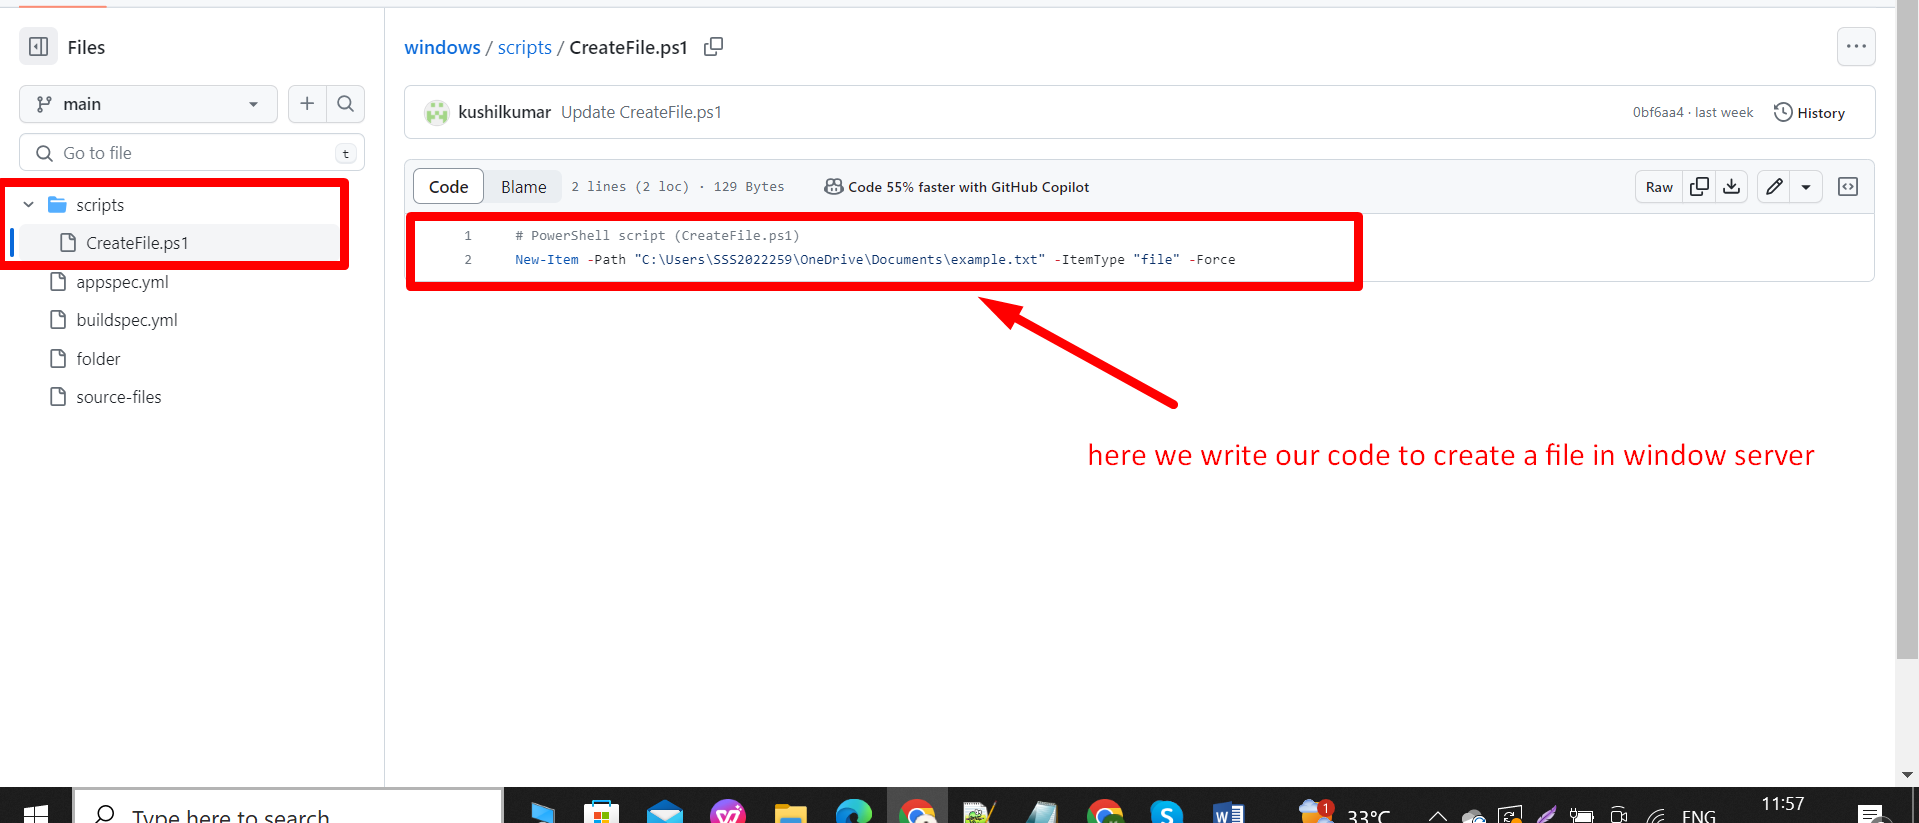 Files
main
Go to file
t
scripts
CreateFile.ps1
appspec.yml
buildspec.yml
folder
source-files
windows / scripts / CreateFile.ps1
kushilkumar Update CreateFile.ps1
0bf6aa4 · last week
History
Code Blame 2 lines (2 loc) · 129 Bytes
Code 55% faster with GitHub Copilot
Raw
1 # PowerShell script (CreateFile.ps1)
2 New-Item -Path "C:\Users\SSS2022259\OneDrive\Documents\example.txt" -ItemType "file" -Force
here we write our code to create a file in window server
Type here to search
1
33°C
ENG
11:57